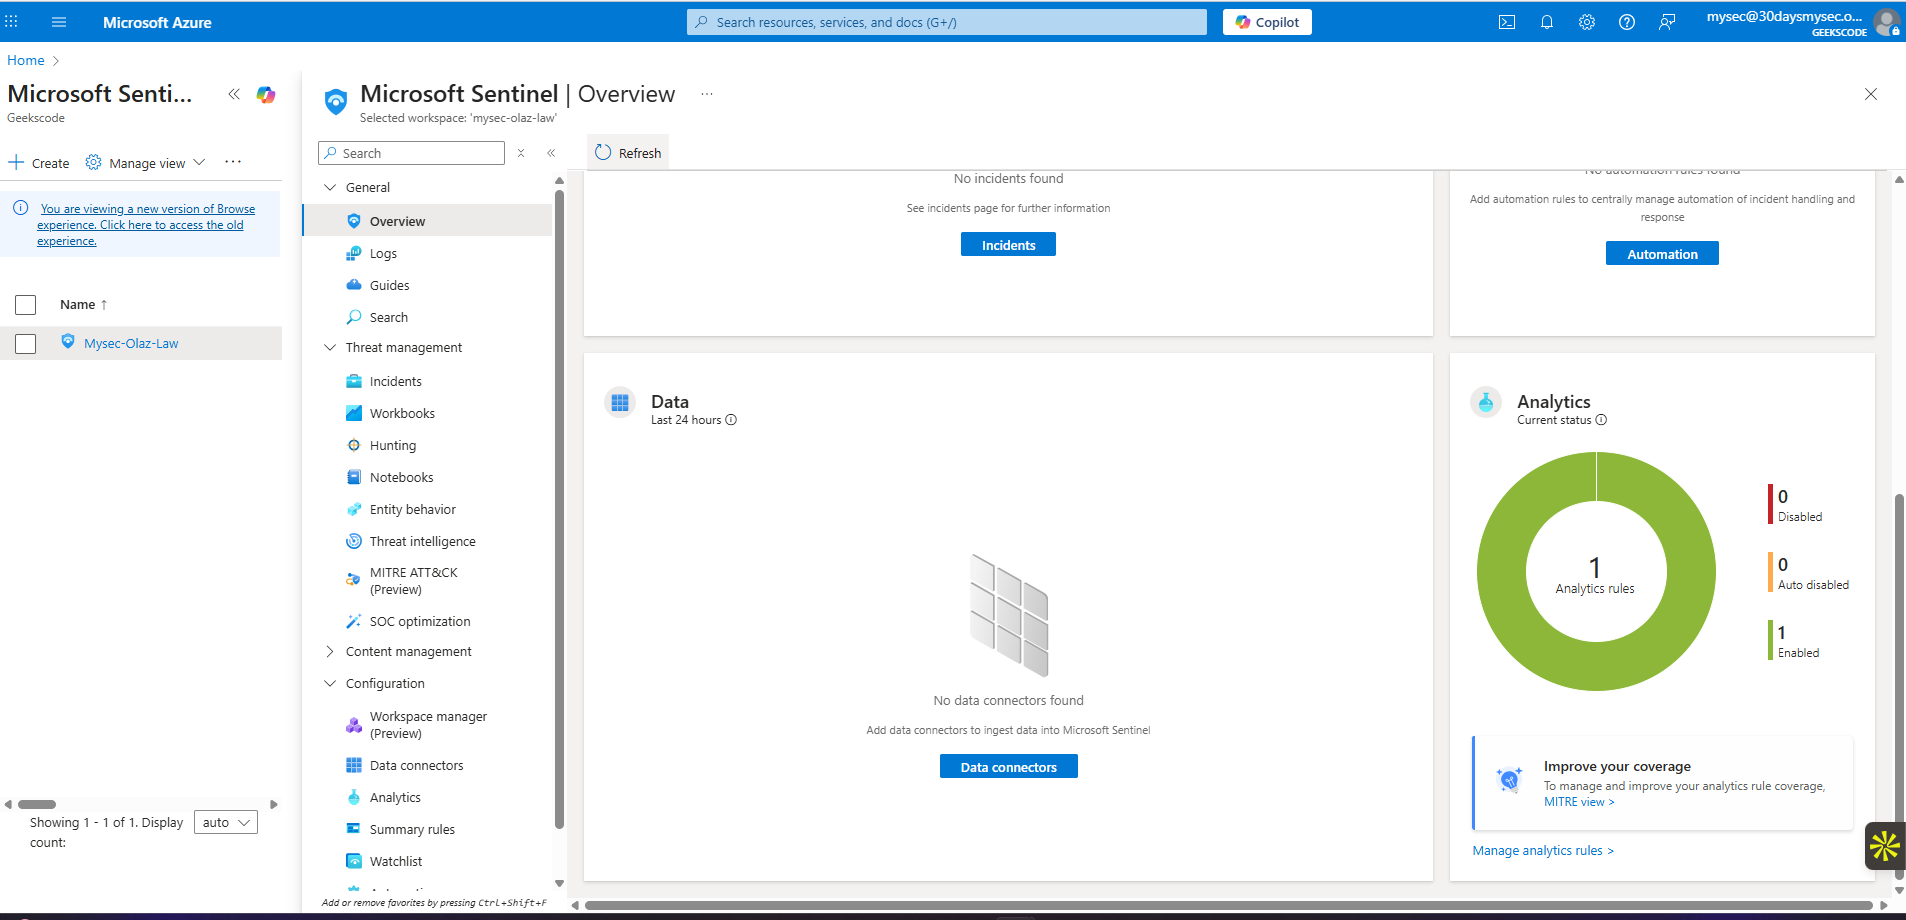 Microsoft Azure
Search resources, services, and docs (G+/)
Copilot
mysec@30daysmysec.o...
GEEKSCODE
Home
Microsoft Senti...
Geekscode
Create
Manage view
You are viewing a new version of Browse
experience. Click here to access the old
experience.
Name ↑
Mysec-Olaz-Law
Showing 1 - 1 of 1. Display
count:
auto
Microsoft Sentinel | Overview
Selected workspace: 'mysec-olaz-law'
Search
General
Overview
Logs
Guides
Search
Threat management
Incidents
Workbooks
Hunting
Notebooks
Entity behavior
Threat intelligence
MITRE ATT&CK
(Preview)
SOC optimization
Content management
Configuration
Workspace manager
(Preview)
Data connectors
Analytics
Summary rules
Watchlist
Add or remove favorites by pressing Ctrl+Shift+F
Refresh
No incidents found
See incidents page for further information
Incidents
No automation rules found
Add automation rules to centrally manage automation of incident handling and
response
Automation
Data
Last 24 hours
No data connectors found
Add data connectors to ingest data into Microsoft Sentinel
Data connectors
Analytics
Current status
1
Analytics rules
0
Disabled
0
Auto disabled
1
Enabled
Improve your coverage
To manage and improve your analytics rule coverage,
MITRE view >
Manage analytics rules >